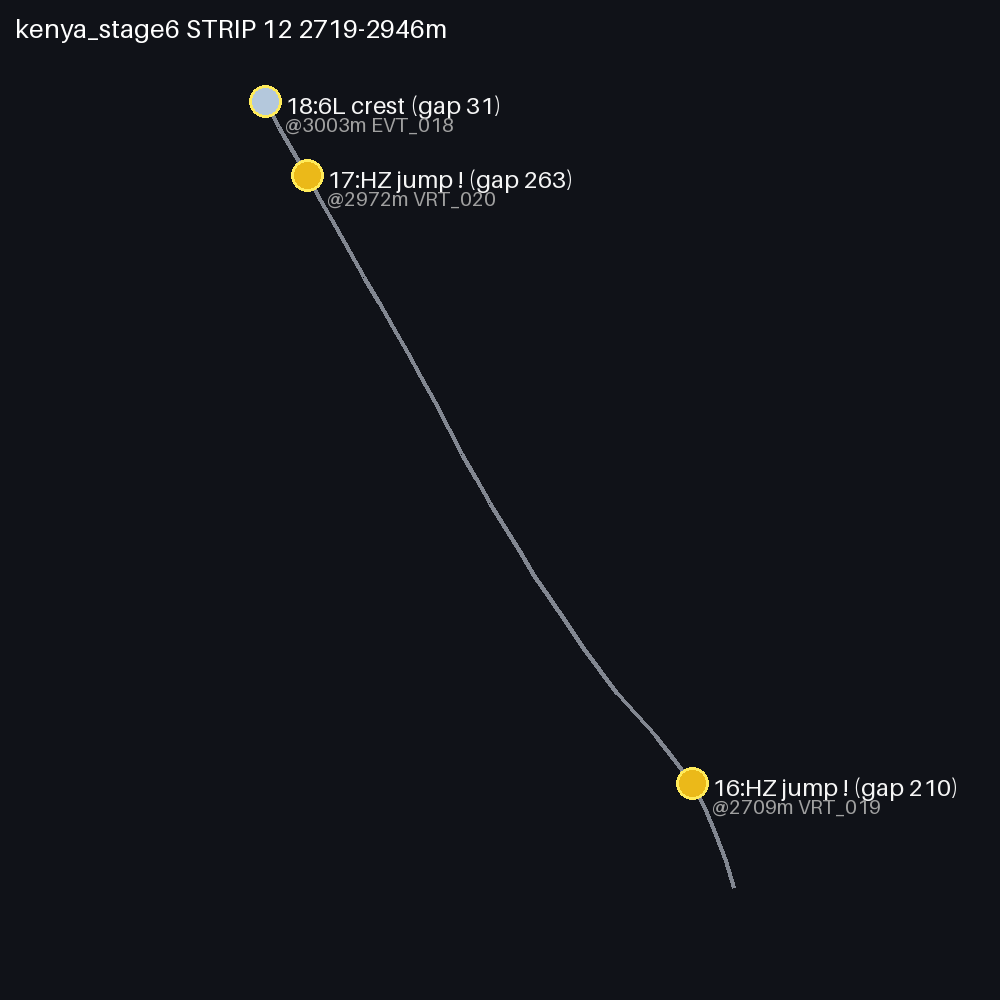 kenya_stage6 STRIP 12 2719-2946m
18:6L crest (gap 31)
@3003m EVT_018
17:HZ jump ! (gap 263)
@2972m VRT_020
16:HZ jump ! (gap 210)
@2709m VRT_019